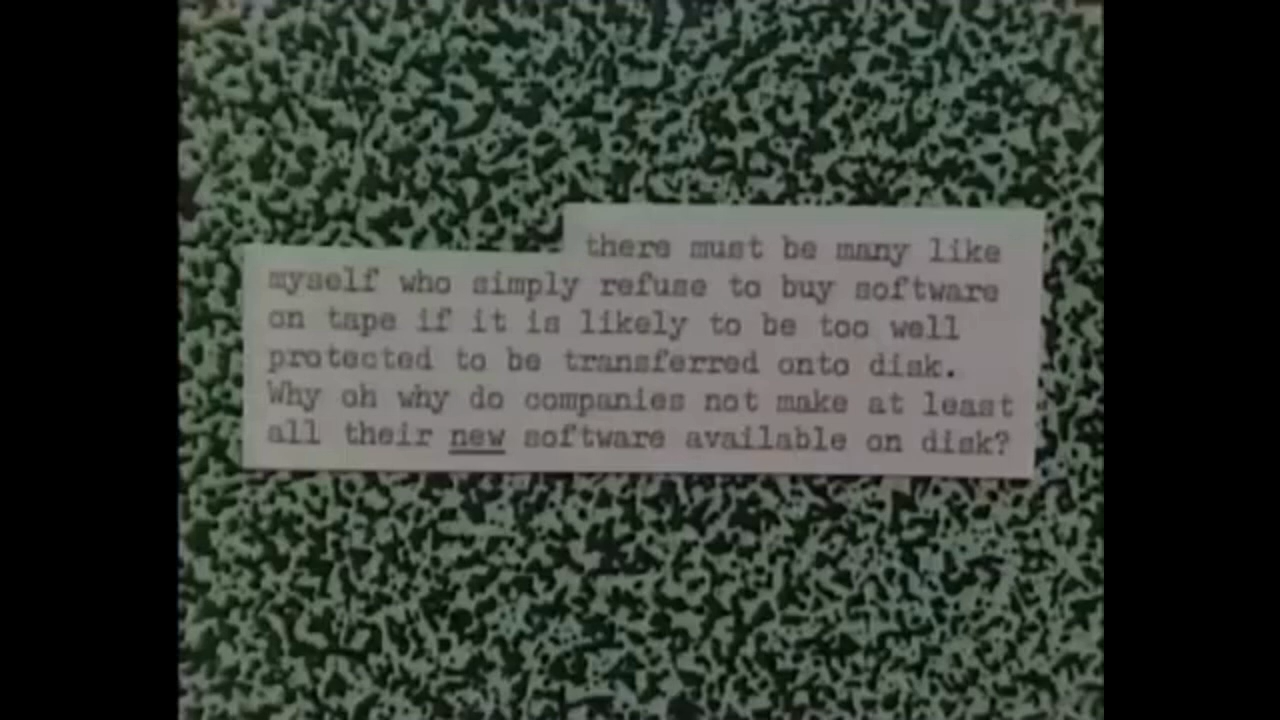 there must be many like
myself who simply refuse to buy software
on tape if it is likely to be too well
protected to be transferred onto disk.
Why oh why do companies not make at least
all their new software available on disk?